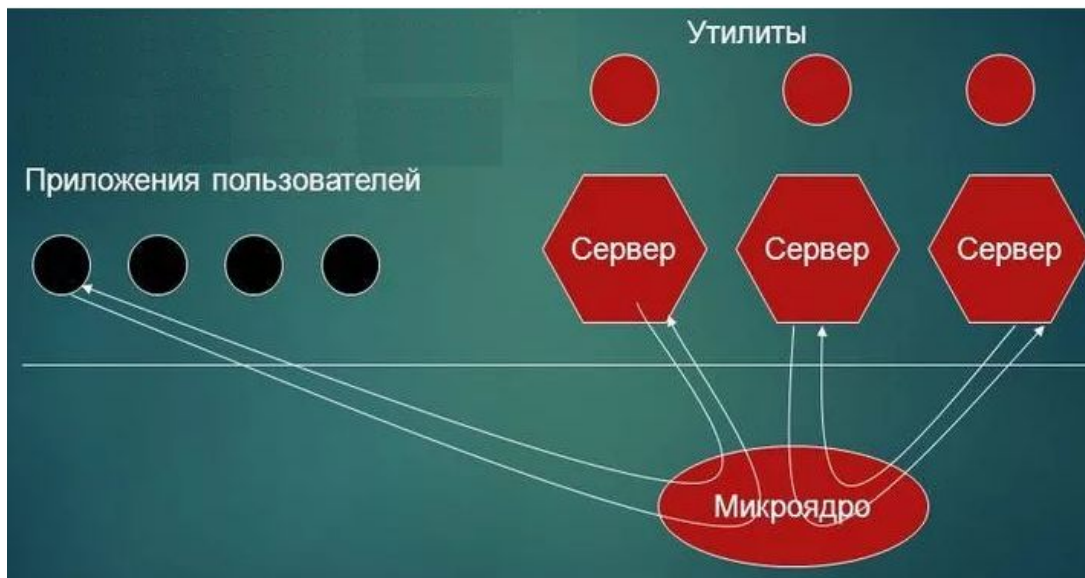 Утилиты
Приложения пользователей
Сервер
Сервер
Сервер
Микроядро